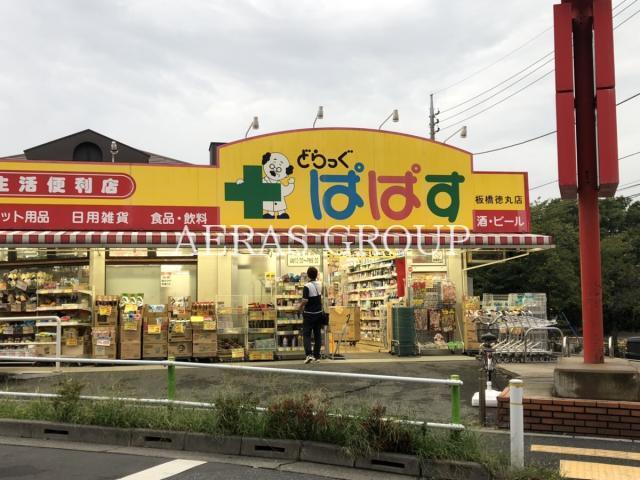 どらっぐ
ぱぱす
板橋徳丸店
生活便利店
ット用品
日用雑貨
食品・飲料
酒・ビール
AERAS GROUP